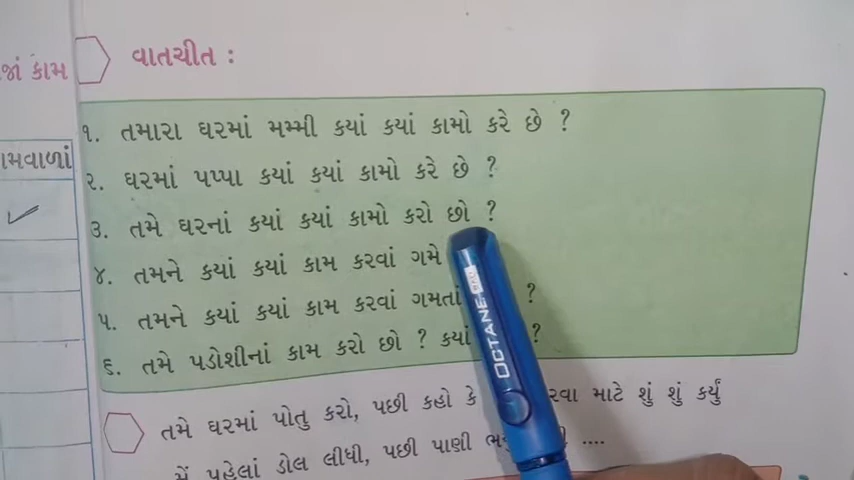 વાતચીત :
જાં કામ
૧. તમારા ઘરમાં મમ્મી કયાં કયાં કામો કરે છે ?
મવાળાં
૨. ઘરમાં પપ્પા કયાં કયાં કામો કરે છે ?
૩. તમે ઘરનાં કયાં કયાં કામો કરો છો ?
૪. તમને કયાં કયાં કામ કરવાં ગમે
૫. તમને કયાં કયાં કામ કરવાં ગમતાં ?
૬. તમે પડોશીનાં કામ કરો છો ? કયાં ?
તમે ઘરમાં પોતુ કરો, પછી કહો કે રવા માટે શું શું કર્યું
મેં પહેલાં ડોલ લીધી, પછી પાણી ....
OCTANE